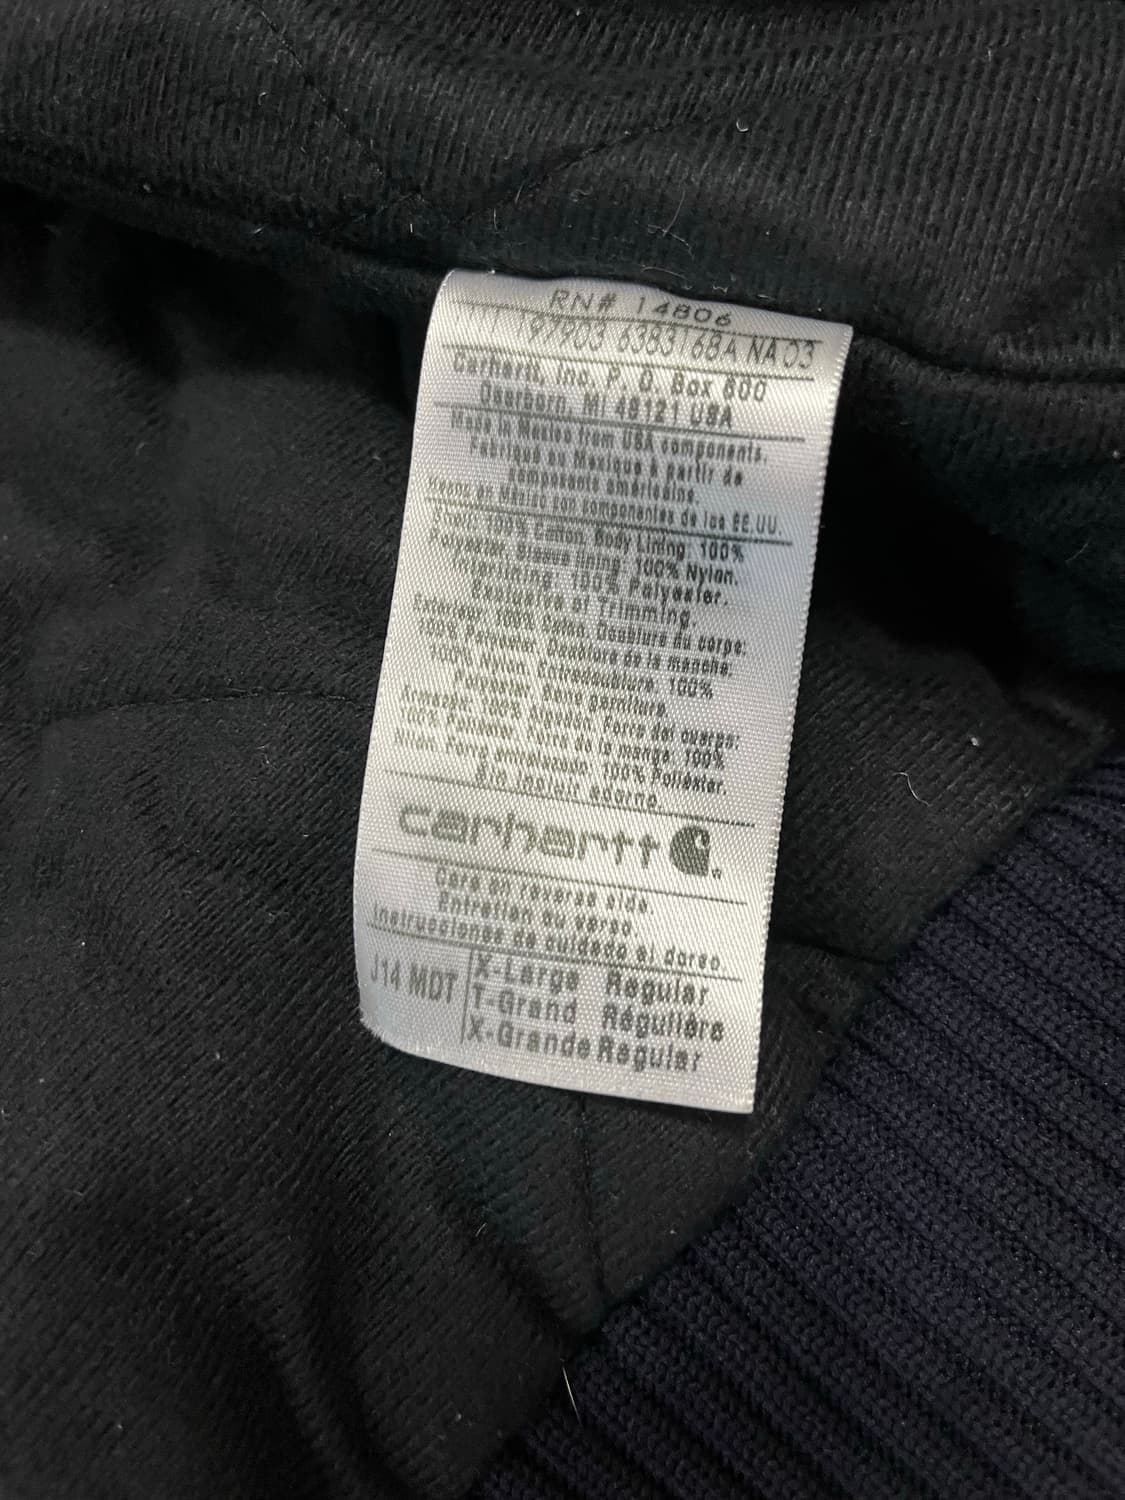 RN# 14806
197903 6383 68A NA 03
Carhartt, Inc. P. O. Box 600
Dearborn, MI 48121 USA
Made in Mexico from USA components.
Fabriqué au Mexique à partir de
composants américains.
Hecho en México con componentes de los EE.UU.
Shell: 100% Cotton. Body Lining: 100%
Polyester. Sleeve lining: 100% Nylon.
Interlining: 100% Polyester.
Exclusive of Trimming.
Extérieur: 100% Coton. Doublure du corps:
100% Polyester. Doublure de la manche:
100% Nylon. Entredoublure: 100%
Polyester. Sans garniture.
Armazón: 100% Algodón. Forro del cuerpo:
100% Poliéster. Forro de la manga: 100%
Nilon. Forro 100% Poliéster.
Sin incluir adorno.
carhartt
Care on reverse side.
Entretien au verso.
Instrucciones de cuidado al dorso.
J14 MDT
X-Large Regular
T-Grand Régulière
X-Grande Regular